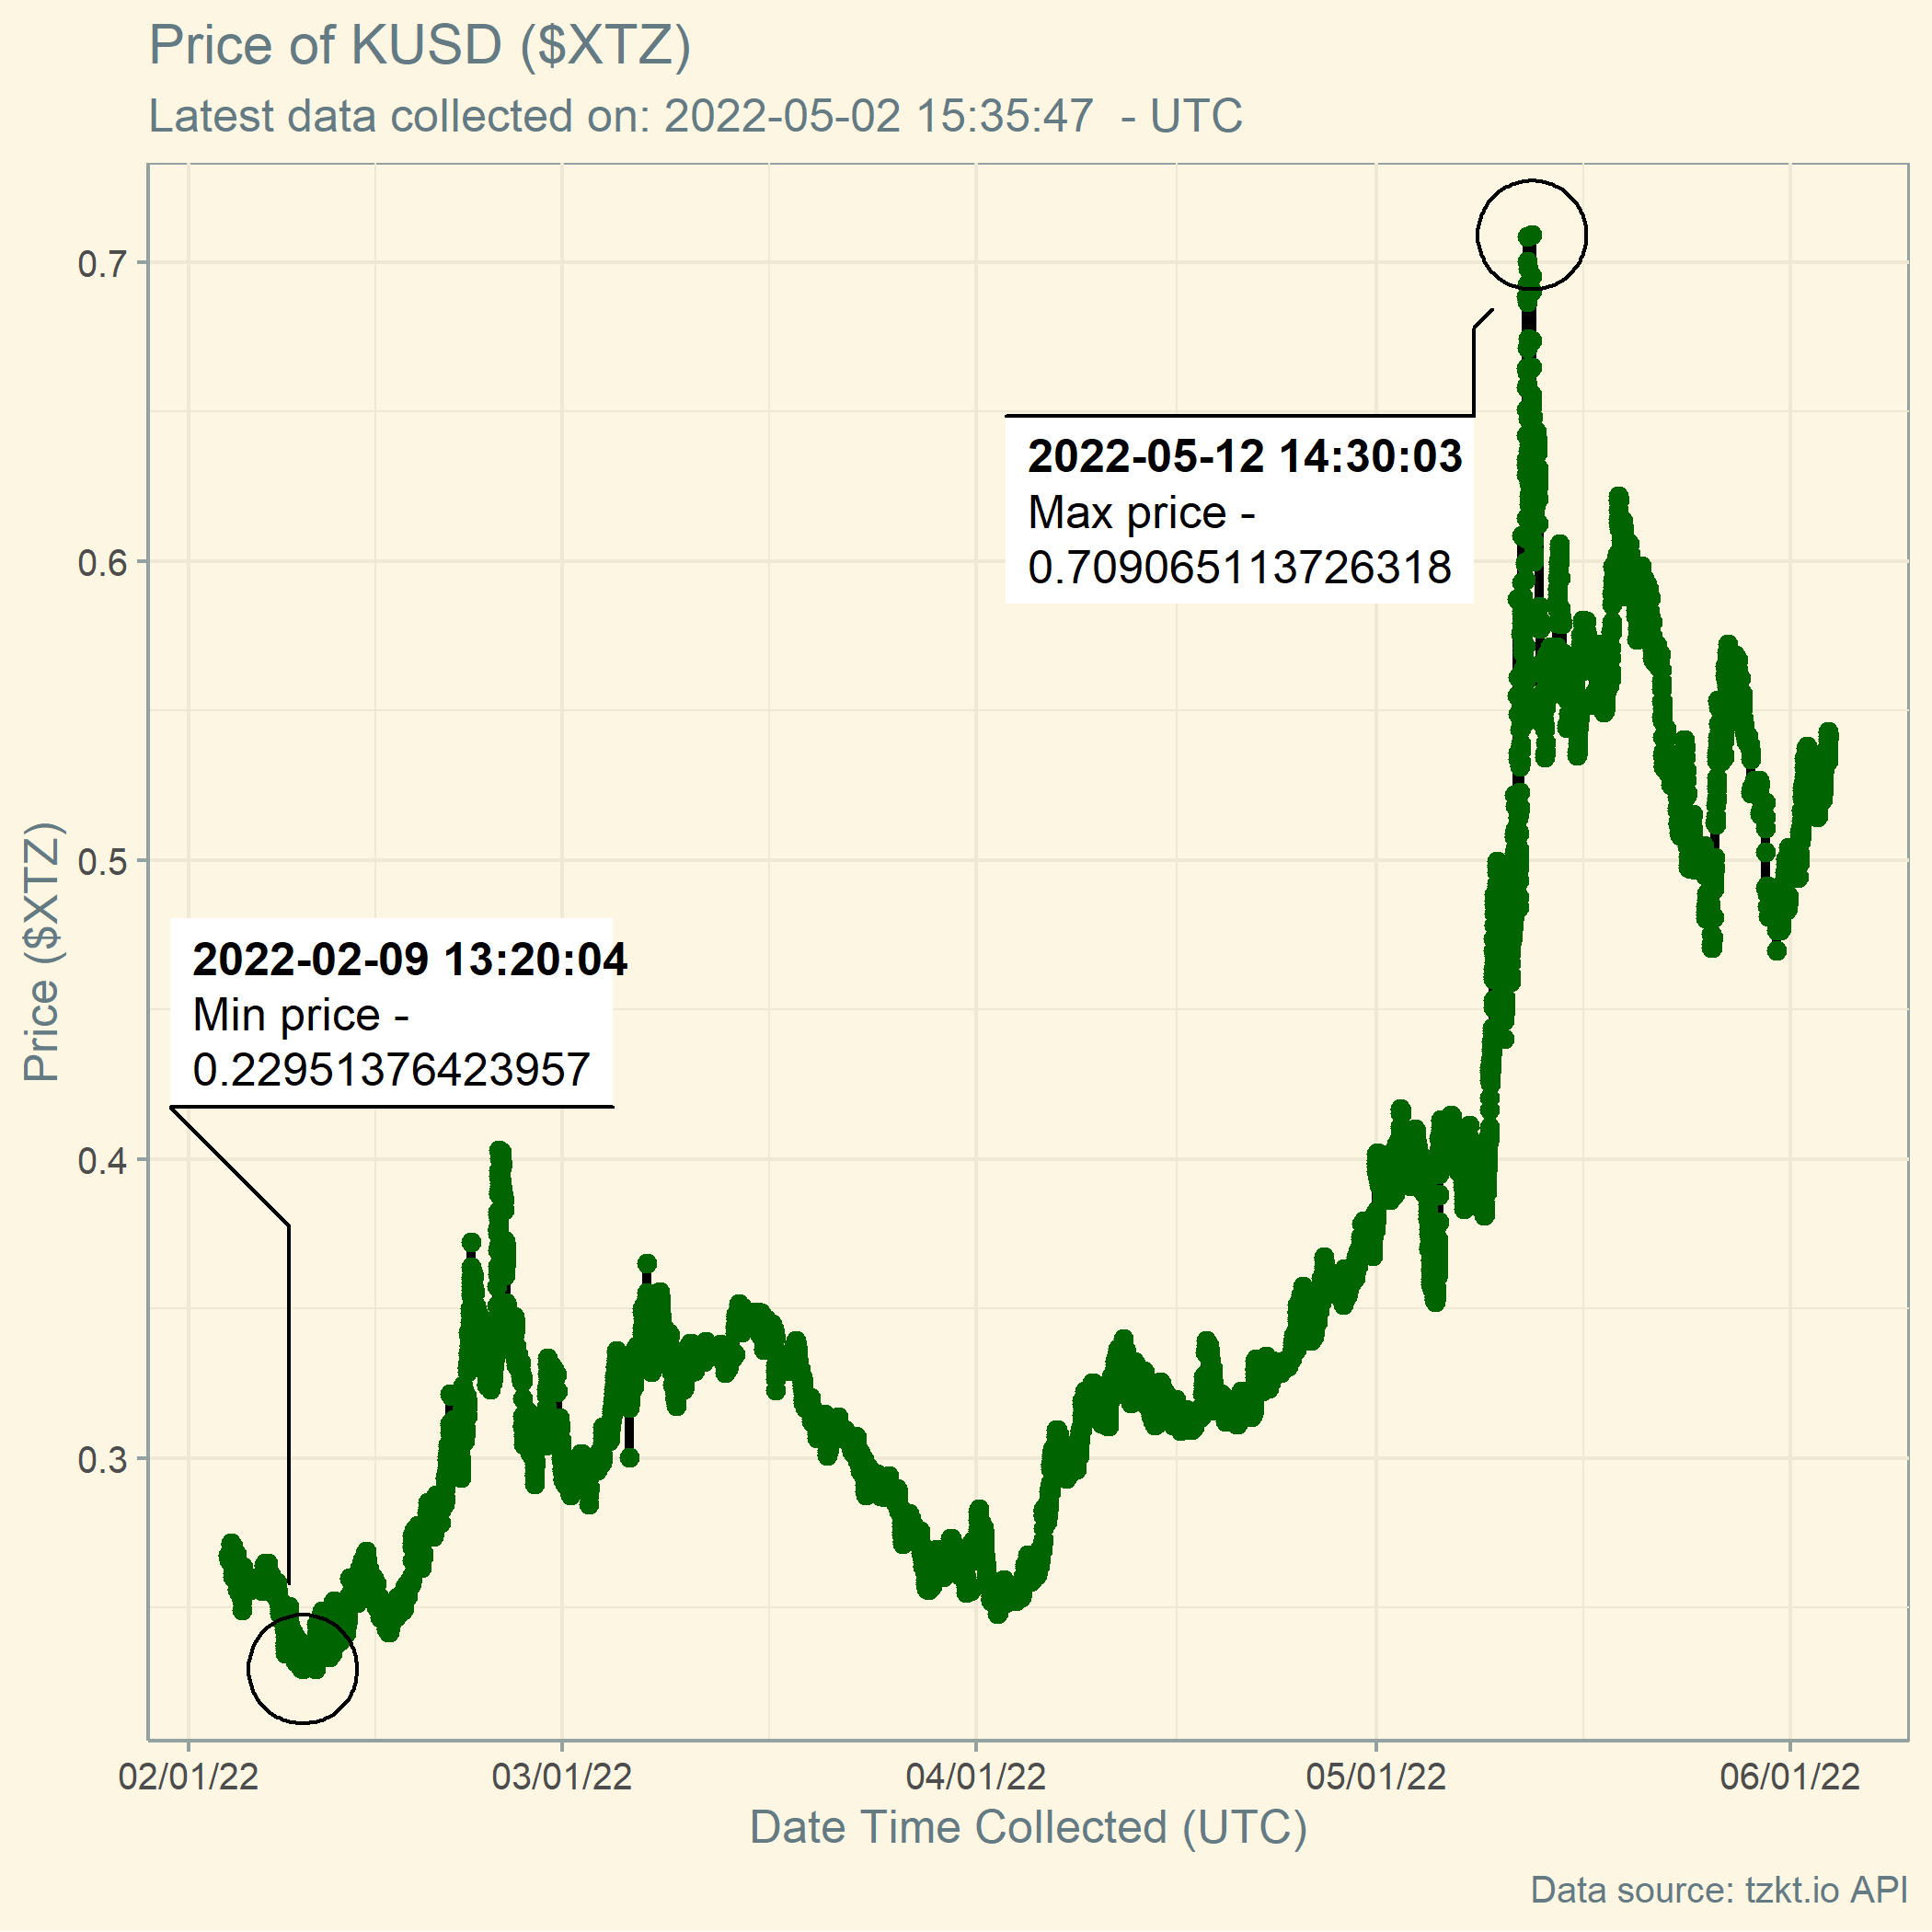 Price of KUSD ($XTZ)
Latest data collected on: 2022-05-02 15:35:47  - UTC
0.7
0.6
0.5
0.4
0.3
Price ($XTZ)
2022-05-12 14:30:03
Max price -
0.709065113726318
2022-02-09 13:20:04
Min price -
0.22951376423957
02/01/22
03/01/22
04/01/22
05/01/22
06/01/22
Date Time Collected (UTC)
Data source: tzkt.io API